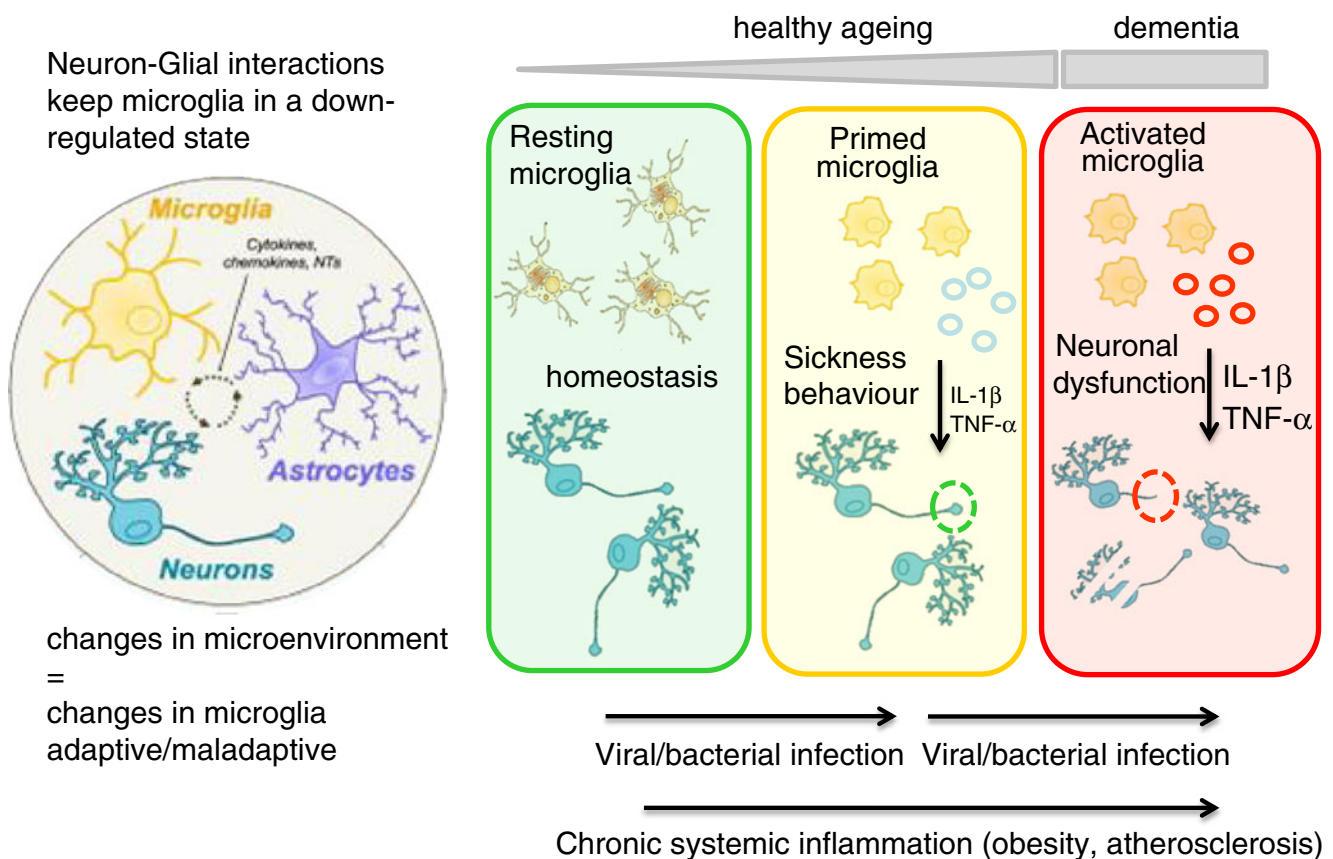 Neuron-Glial interactions
keep microglia in a down-
regulated state
Microglia
Cytokines,
chemokines, NTs
Astrocytes
Neurons
changes in microenvironment
=
changes in microglia
adaptive/maladaptive
healthy ageing
dementia
Resting
microglia
homeostasis
Primed
microglia
Sickness
behaviour
IL-1β
TNF-α
Activated
microglia
Neuronal
dysfunction
IL-1β
TNF-α
Viral/bacterial infection
Viral/bacterial infection
Chronic systemic inflammation (obesity, atherosclerosis)